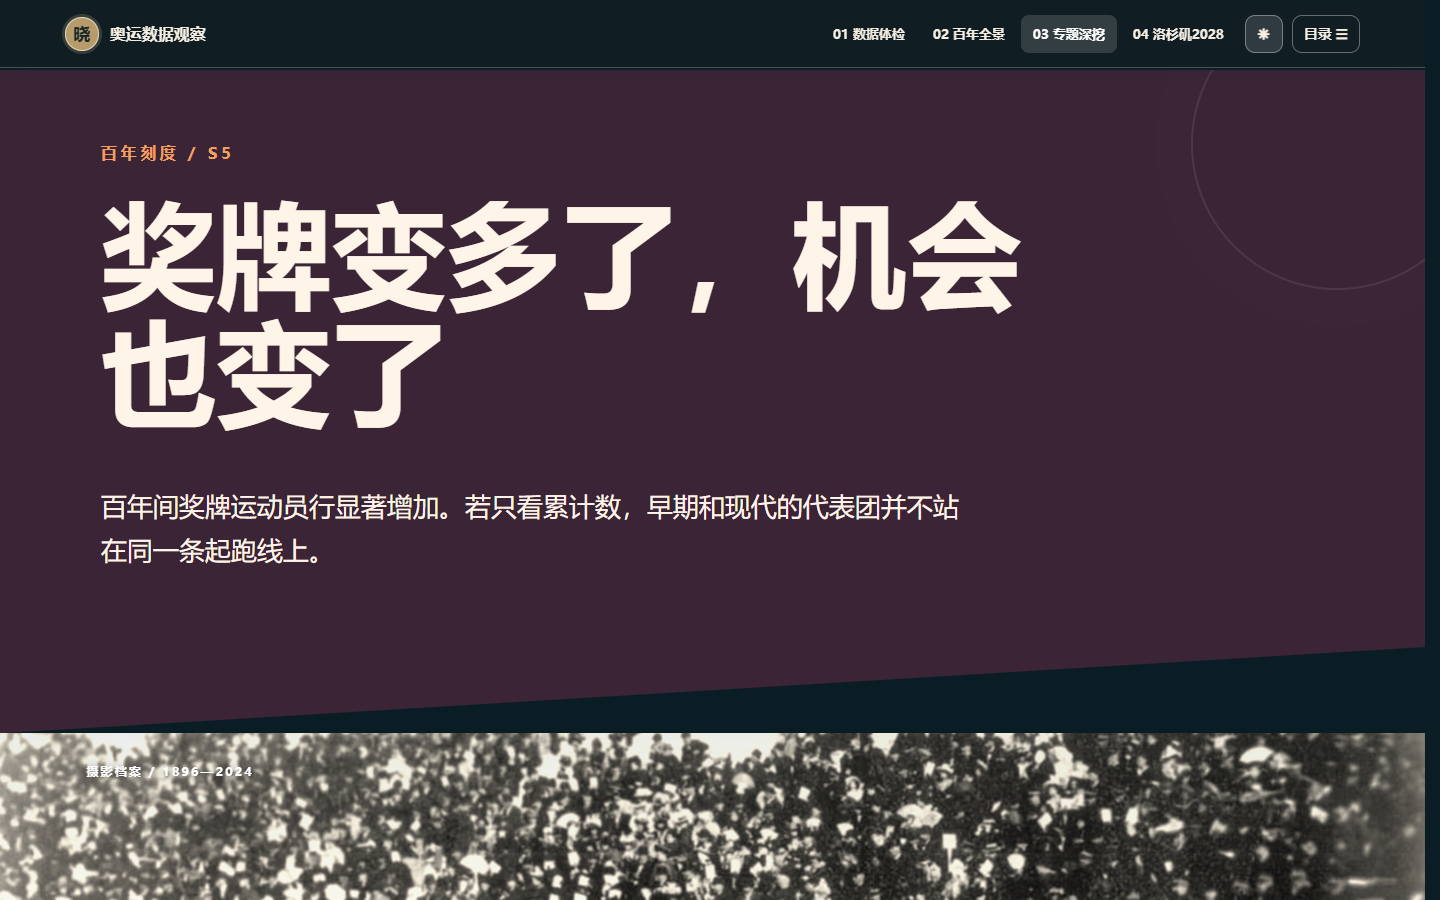 晓 奥运数据观察 01 数据体检 02 百年全景 03 专题深挖 04 洛杉矶2028 目录
百年刻度 / S5
奖牌变多了，机会
也变了
百年间奖牌运动员行显著增加。若只看累计数，早期和现代的代表团并不站
在同一条起跑线上。
摄影档案 / 1896—2024